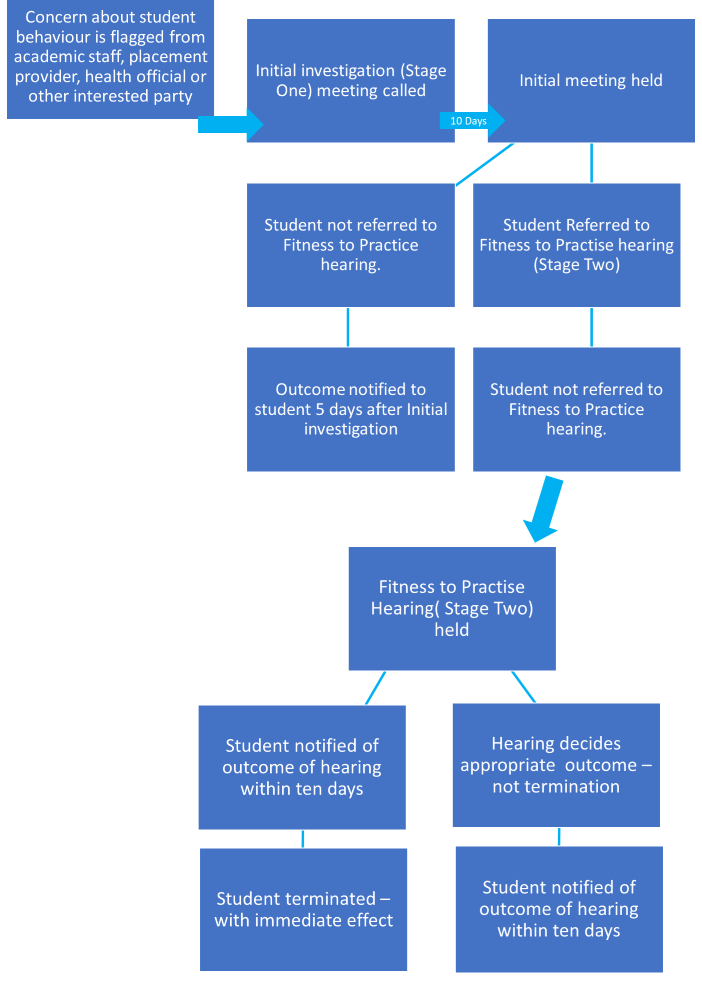 Concern about student
behaviour is flagged from
academic staff, placement
provider, health official or
other interested party
Initial investigation (Stage
One) meeting called
10 Days
Initial meeting held
Student not referred to
Fitness to Practice
hearing.
Student Referred to
Fitness to Practise hearing
(Stage Two)
Outcome notified to
student 5 days after Initial
investigation
Student not referred to
Fitness to Practice
hearing.
Fitness to Practise
Hearing( Stage Two)
held
Student notified of
outcome of hearing
within ten days
Hearing decides
appropriate outcome –
not termination
Student terminated –
with immediate effect
Student notified of
outcome of hearing
within ten days